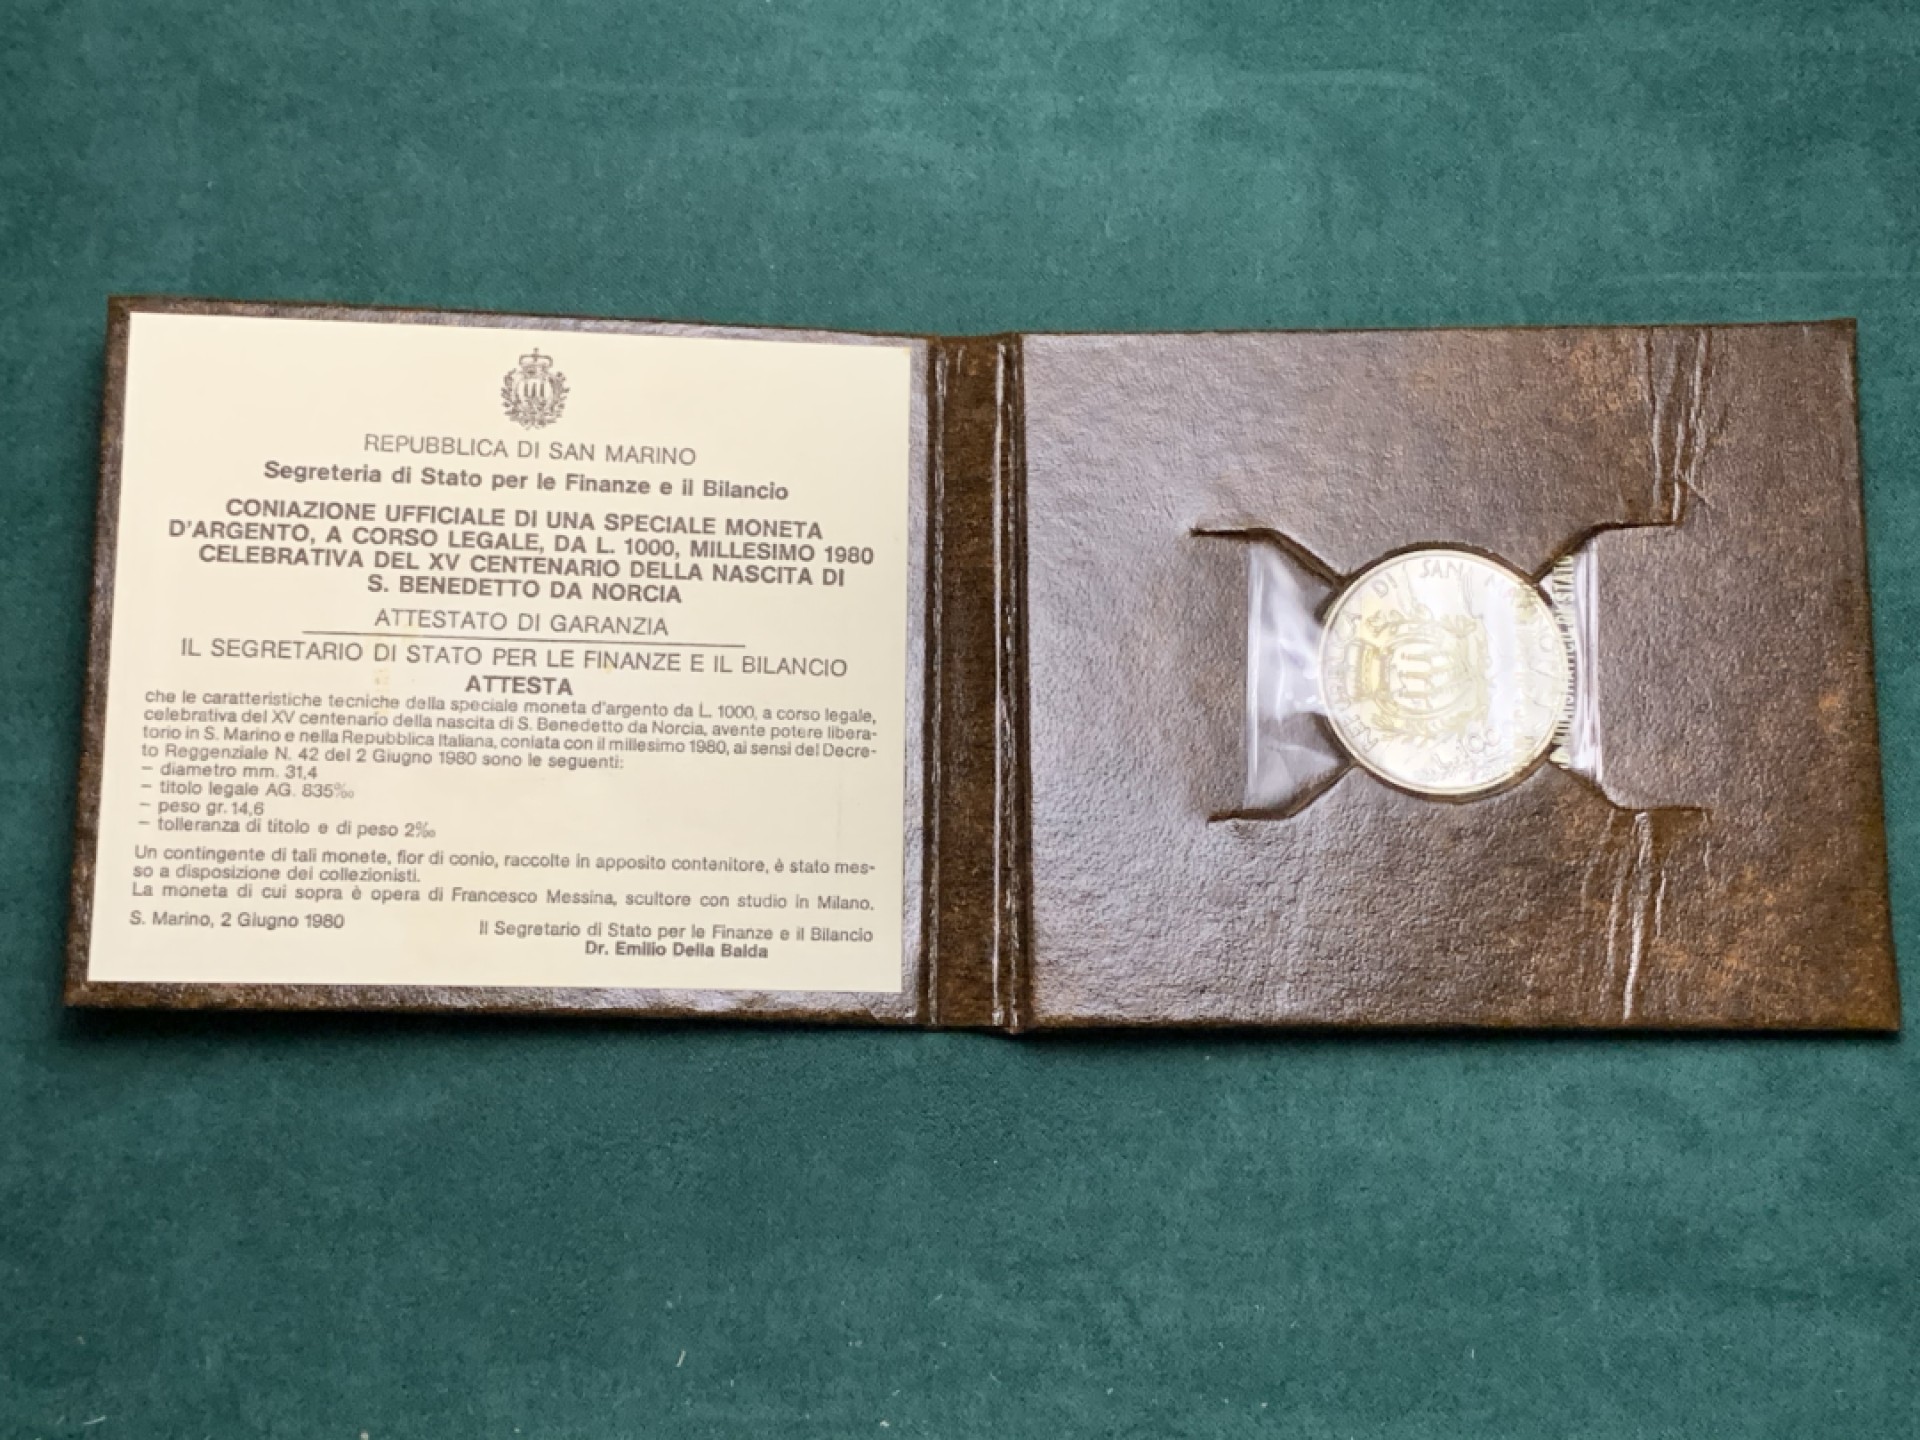 REPUBBLICA DI SAN MARINO
Segreteria di Stato per le Finanze e il Bilancio
CONIAZIONE UFFICIALE DI UNA SPECIALE MONETA
D'ARGENTO, A CORSO LEGALE, DA L. 1000, MILLESIMO 1980
CELEBRATIVA DEL XV CENTENARIO DELLA NASCITA DI
S. BENEDETTO DA NORCIA
ATTESTATO DI GARANZIA
IL SEGRETARIO DI STATO PER LE FINANZE E IL BILANCIO
ATTESTA
che le caratteristiche tecniche della speciale moneta d'argento da L. 1000, a corso legale,
celebrativa del XV centenario della nascita di S. Benedetto da Norcia, avente potere libera-
torio in S. Marino e nella Repubblica Italiana, coniata con il millesimo 1980, ai sensi del Decre-
to Reggenziale N. 42 del 2 Giugno 1980 sono le seguenti:
– diametro mm. 31,4
– titolo legale AG. 835‰
– peso gr. 14,6
– tolleranza di titolo e di peso 2‰
Un contingente di tali monete, fior di conio, raccolte in apposito contenitore, è stato mes-
so a disposizione dei collezionisti.
La moneta di cui sopra è opera di Francesco Messina, scultore con studio in Milano.
S. Marino, 2 Giugno 1980
Il Segretario di Stato per le Finanze e il Bilancio
Dr. Emilio Della Balda
DI SAN